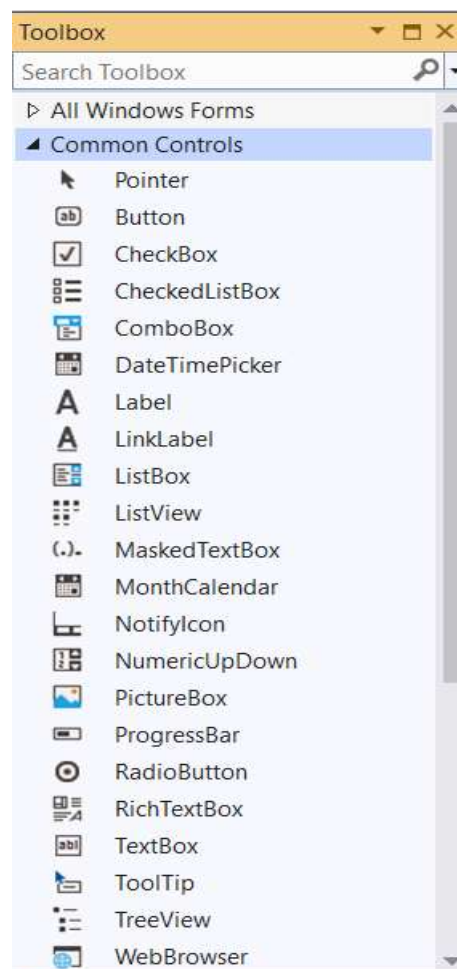 Toolbox
Search Toolbox
All Windows Forms
Common Controls
Pointer
Button
CheckBox
CheckedListBox
ComboBox
DateTimePicker
Label
LinkLabel
ListBox
ListView
MaskedTextBox
MonthCalendar
NotifyIcon
NumericUpDown
PictureBox
ProgressBar
RadioButton
RichTextBox
TextBox
ToolTip
TreeView
WebBrowser